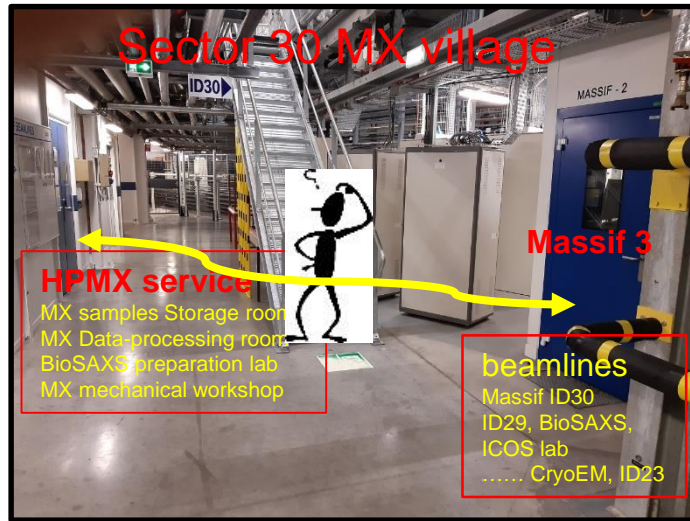 Sector 30 MX village
ID30
MASSIF - 2
Massif 3
HPMX service
MX samples Storage room
MX Data-processing room
BioSAXS preparation lab
MX mechanical workshop
beamlines
Massif ID30
ID29, BioSAXS,
ICOS lab
...... CryoEM, ID23